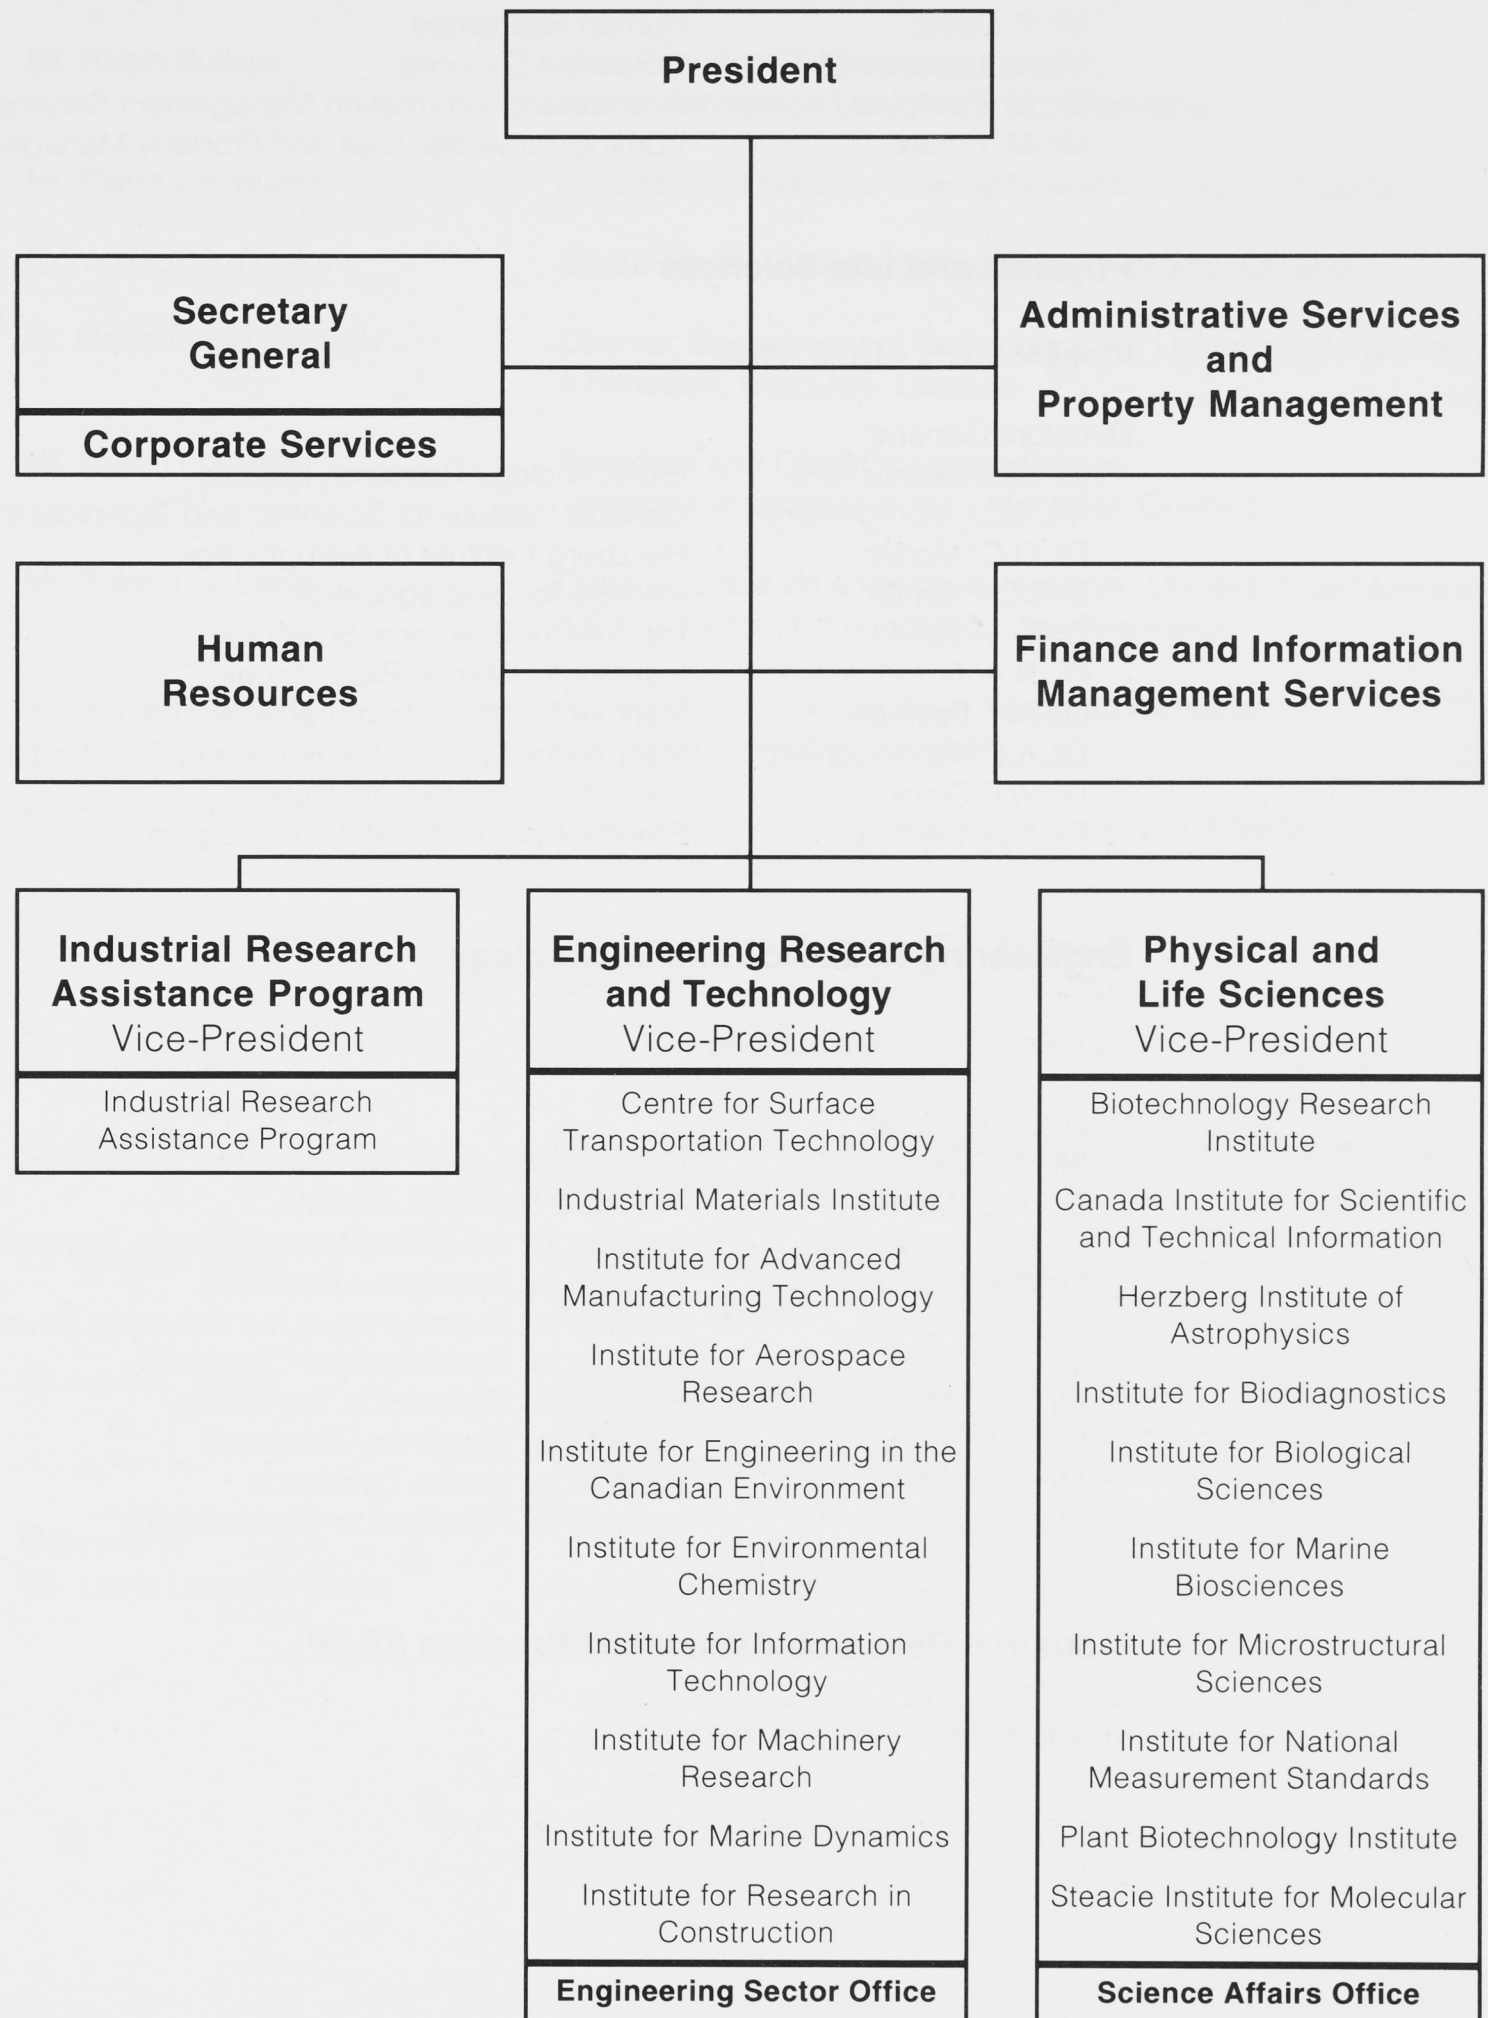 President
Secretary
General
Corporate Services
Administrative Services
and
Property Management
Human
Resources
Finance and Information
Management Services
Industrial Research
Assistance Program
Vice-President
Industrial Research
Assistance Program
Engineering Research
and Technology
Vice-President
Centre for Surface
Transportation Technology
Industrial Materials Institute
Institute for Advanced
Manufacturing Technology
Institute for Aerospace
Research
Institute for Engineering in the
Canadian Environment
Institute for Environmental
Chemistry
Institute for Information
Technology
Institute for Machinery
Research
Institute for Marine Dynamics
Institute for Research in
Construction
Engineering Sector Office
Physical and
Life Sciences
Vice-President
Biotechnology Research
Institute
Canada Institute for Scientific
and Technical Information
Herzberg Institute of
Astrophysics
Institute for Biodiagnostics
Institute for Biological
Sciences
Institute for Marine
Biosciences
Institute for Microstructural
Sciences
Institute for National
Measurement Standards
Plant Biotechnology Institute
Steacie Institute for Molecular
Sciences
Science Affairs Office